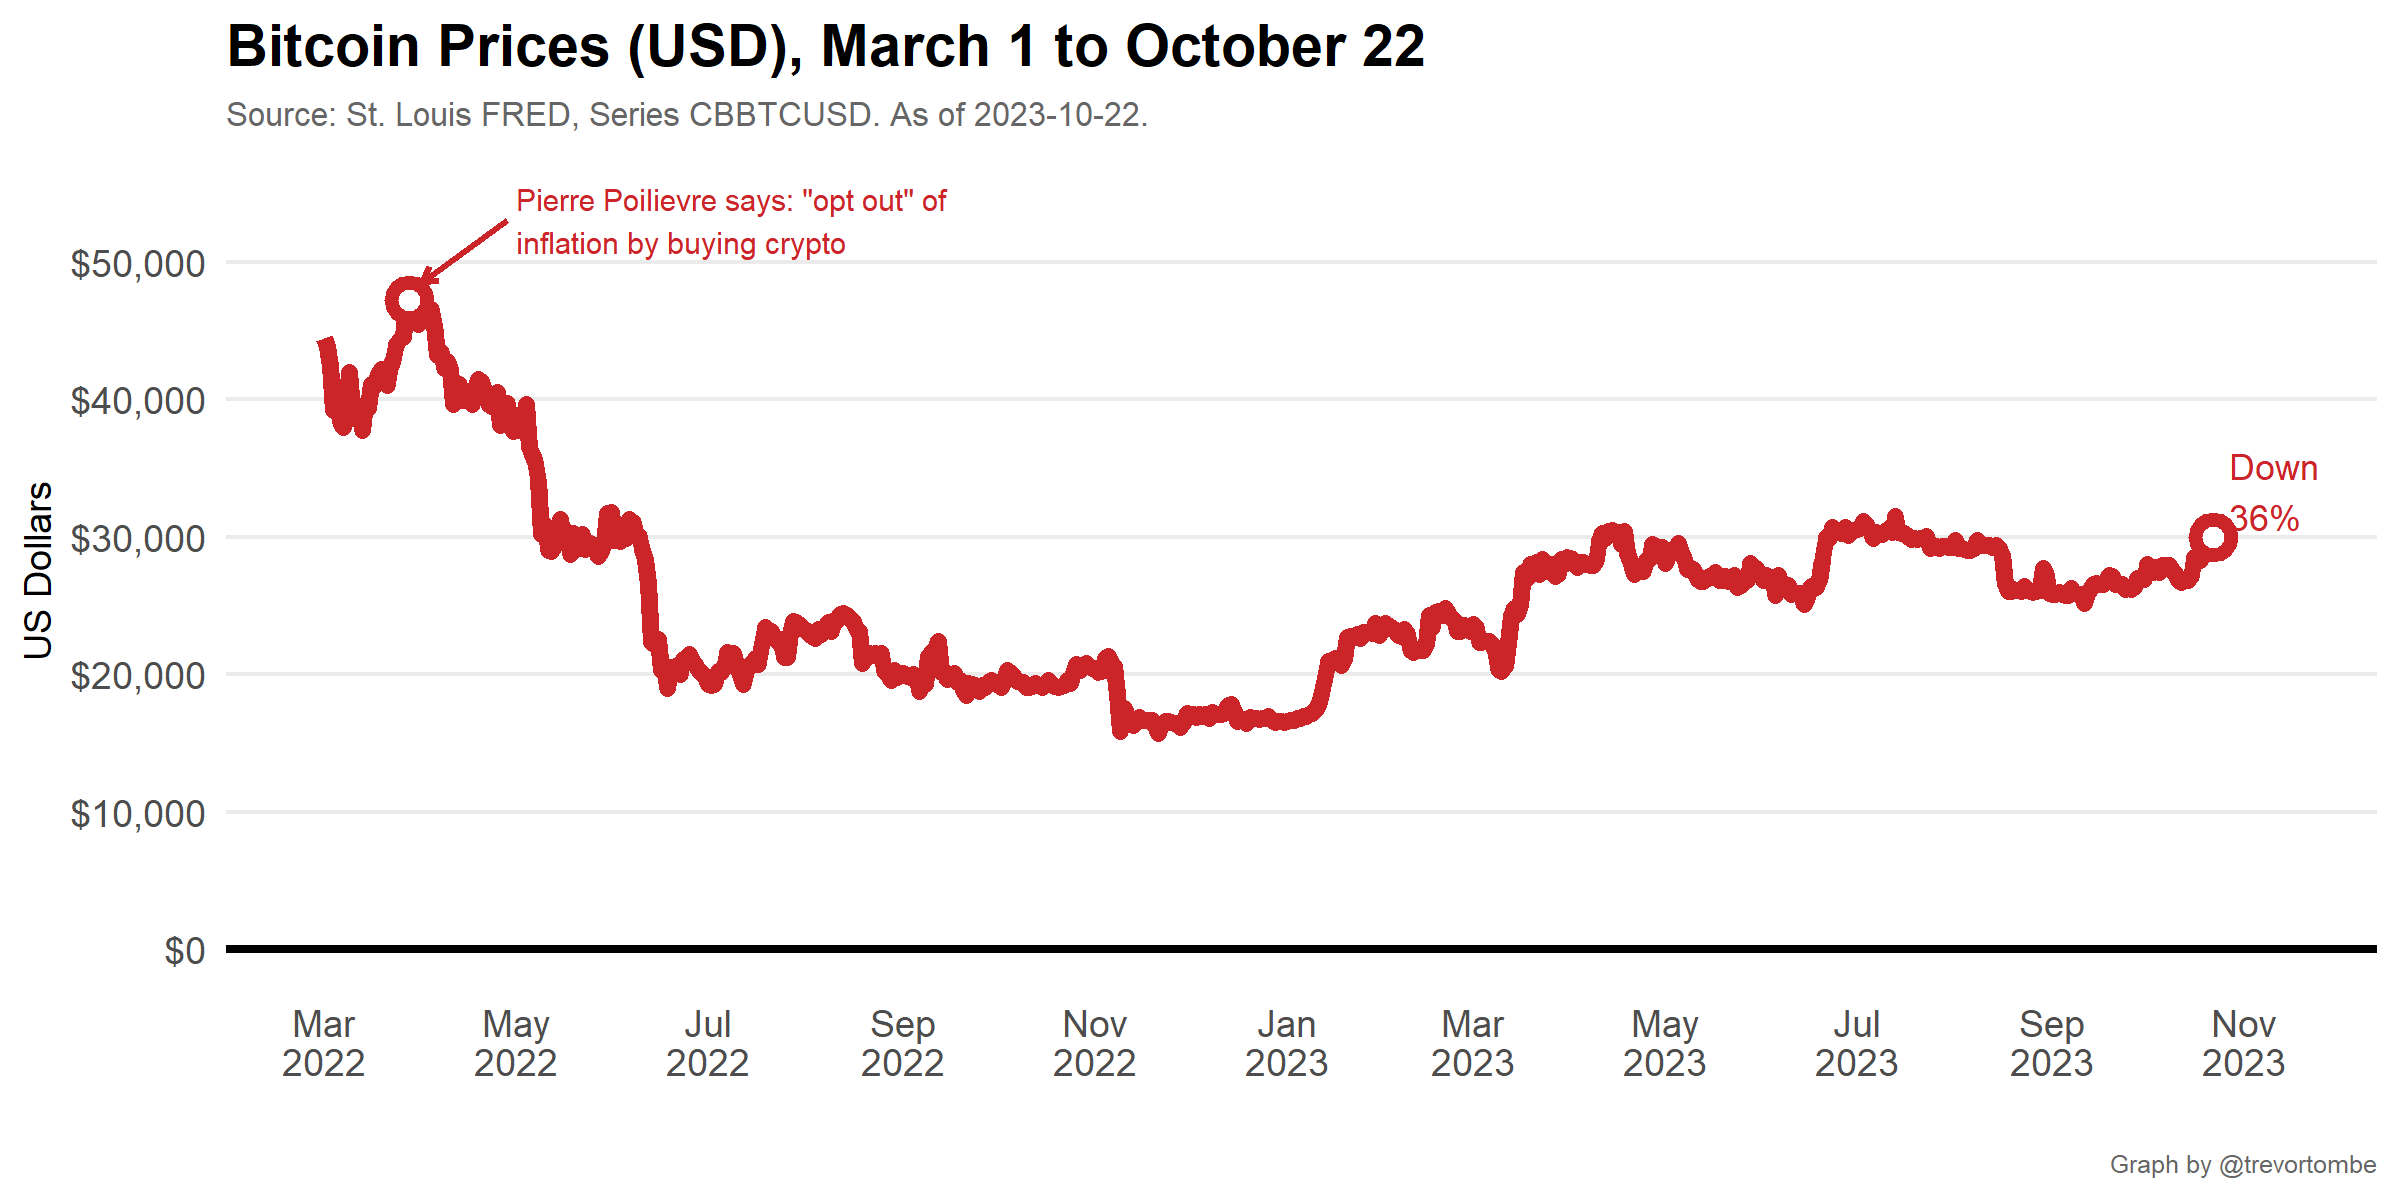 Bitcoin Prices (USD), March 1 to October 22
Source: St. Louis FRED, Series CBBTCUSD. As of 2023-10-22.
Pierre Poilievre says: "opt out" of
inflation by buying crypto
$50,000
$40,000
$30,000
$20,000
$10,000
$0
US Dollars
Down
36%
Mar
2022
May
2022
Jul
2022
Sep
2022
Nov
2022
Jan
2023
Mar
2023
May
2023
Jul
2023
Sep
2023
Nov
2023
Graph by @trevortombe